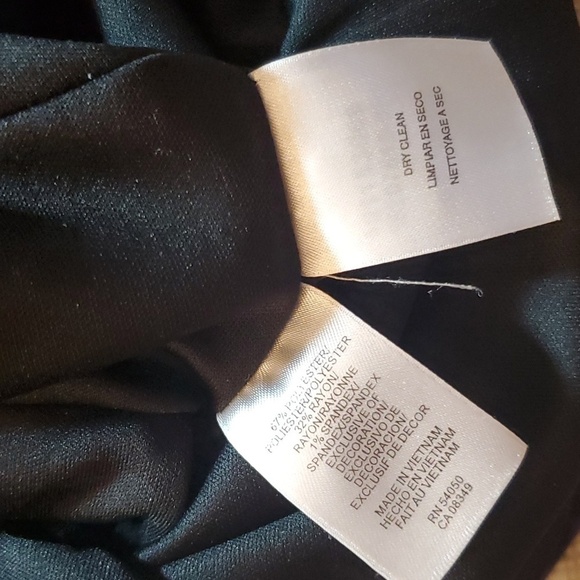 DRY CLEAN
LIMPIAR EN SECO
NETTOYAGE A SEC
67% POLYESTER/
POLIESTER/POLYESTER
32% RAYON/
RAYON/RAYONNE
1% SPANDEX/
SPANDEX/SPANDEX
EXCLUSIVE OF
DECORATION/
EXCLUSIVO DE
DECORACION/
EXCLUSIF DE DECOR
MADE IN VIETNAM
HECHO EN VIETNAM
FAIT AU VIETNAM
RN 54050
CA 08349